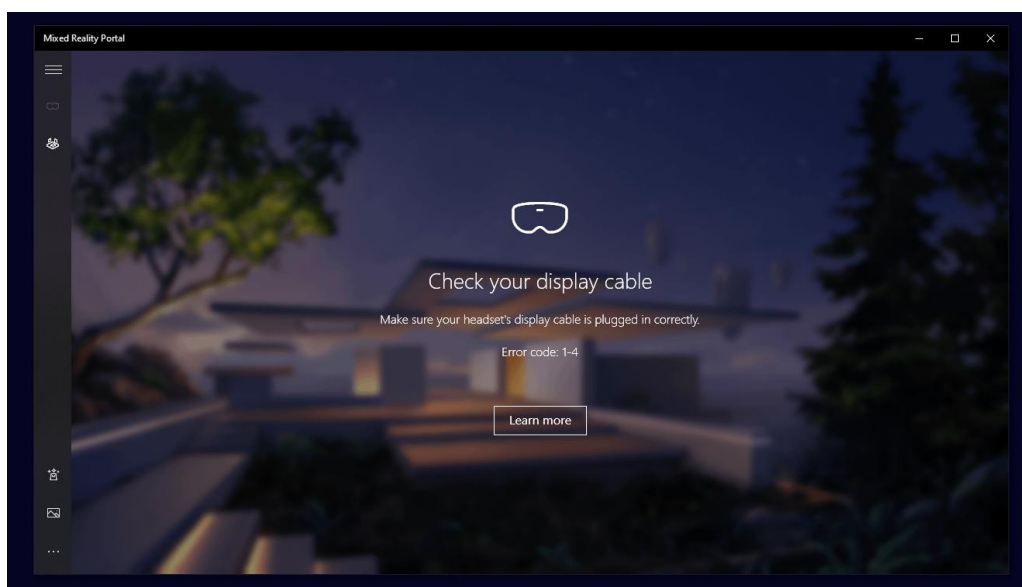 Mixed Reality Portal
Check your display cable
Make sure your headset's display cable is plugged in correctly.
Error code: 1-4
Learn more